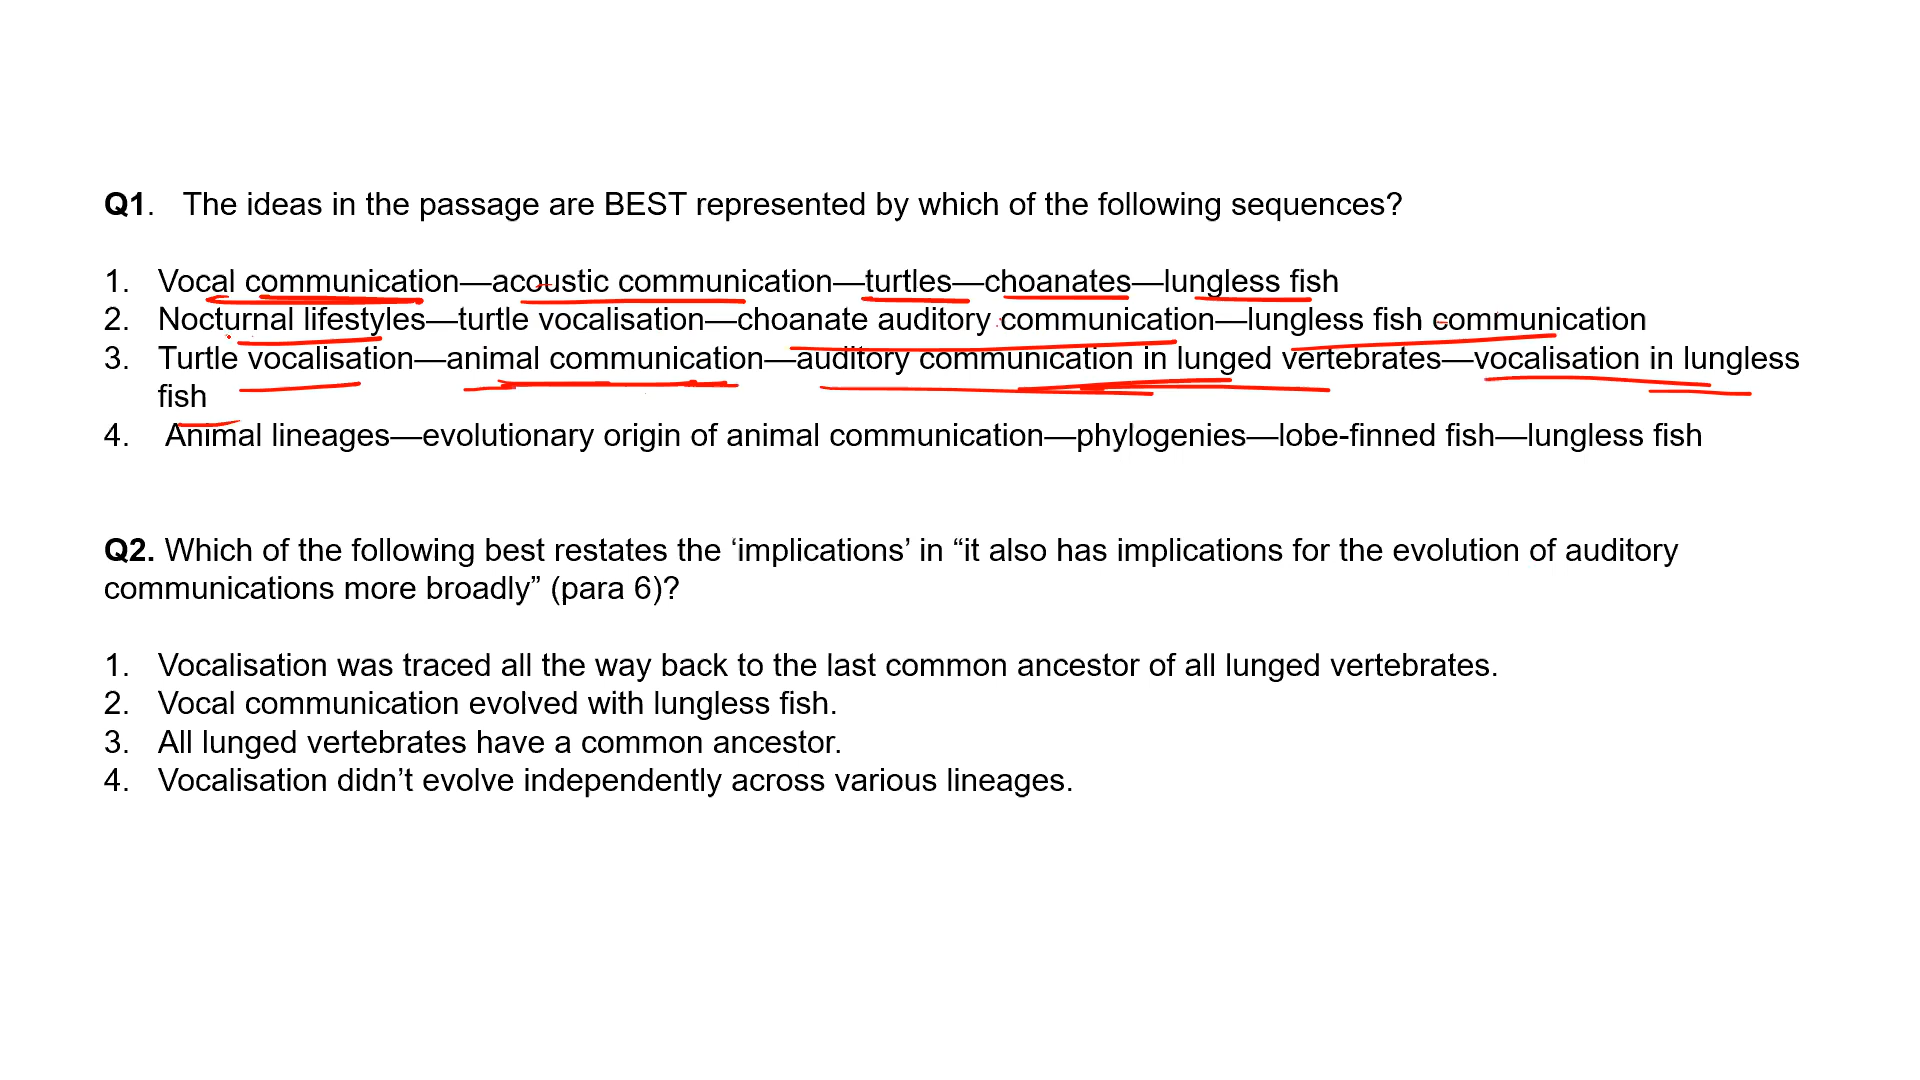 Q1. The ideas in the passage are BEST represented by which of the following sequences?
1. Vocal communication—acoustic communication—turtles—choanates—lungless fish
2. Nocturnal lifestyles—turtle vocalisation—choanate auditory communication—lungless fish communication
3. Turtle vocalisation—animal communication—auditory communication in lunged vertebrates—vocalisation in lungless
fish
4. Animal lineages—evolutionary origin of animal communication—phylogenies—lobe-finned fish—lungless fish
Q2. Which of the following best restates the ‘implications’ in “it also has implications for the evolution of auditory
communications more broadly” (para 6)?
1. Vocalisation was traced all the way back to the last common ancestor of all lunged vertebrates.
2. Vocal communication evolved with lungless fish.
3. All lunged vertebrates have a common ancestor.
4. Vocalisation didn’t evolve independently across various lineages.